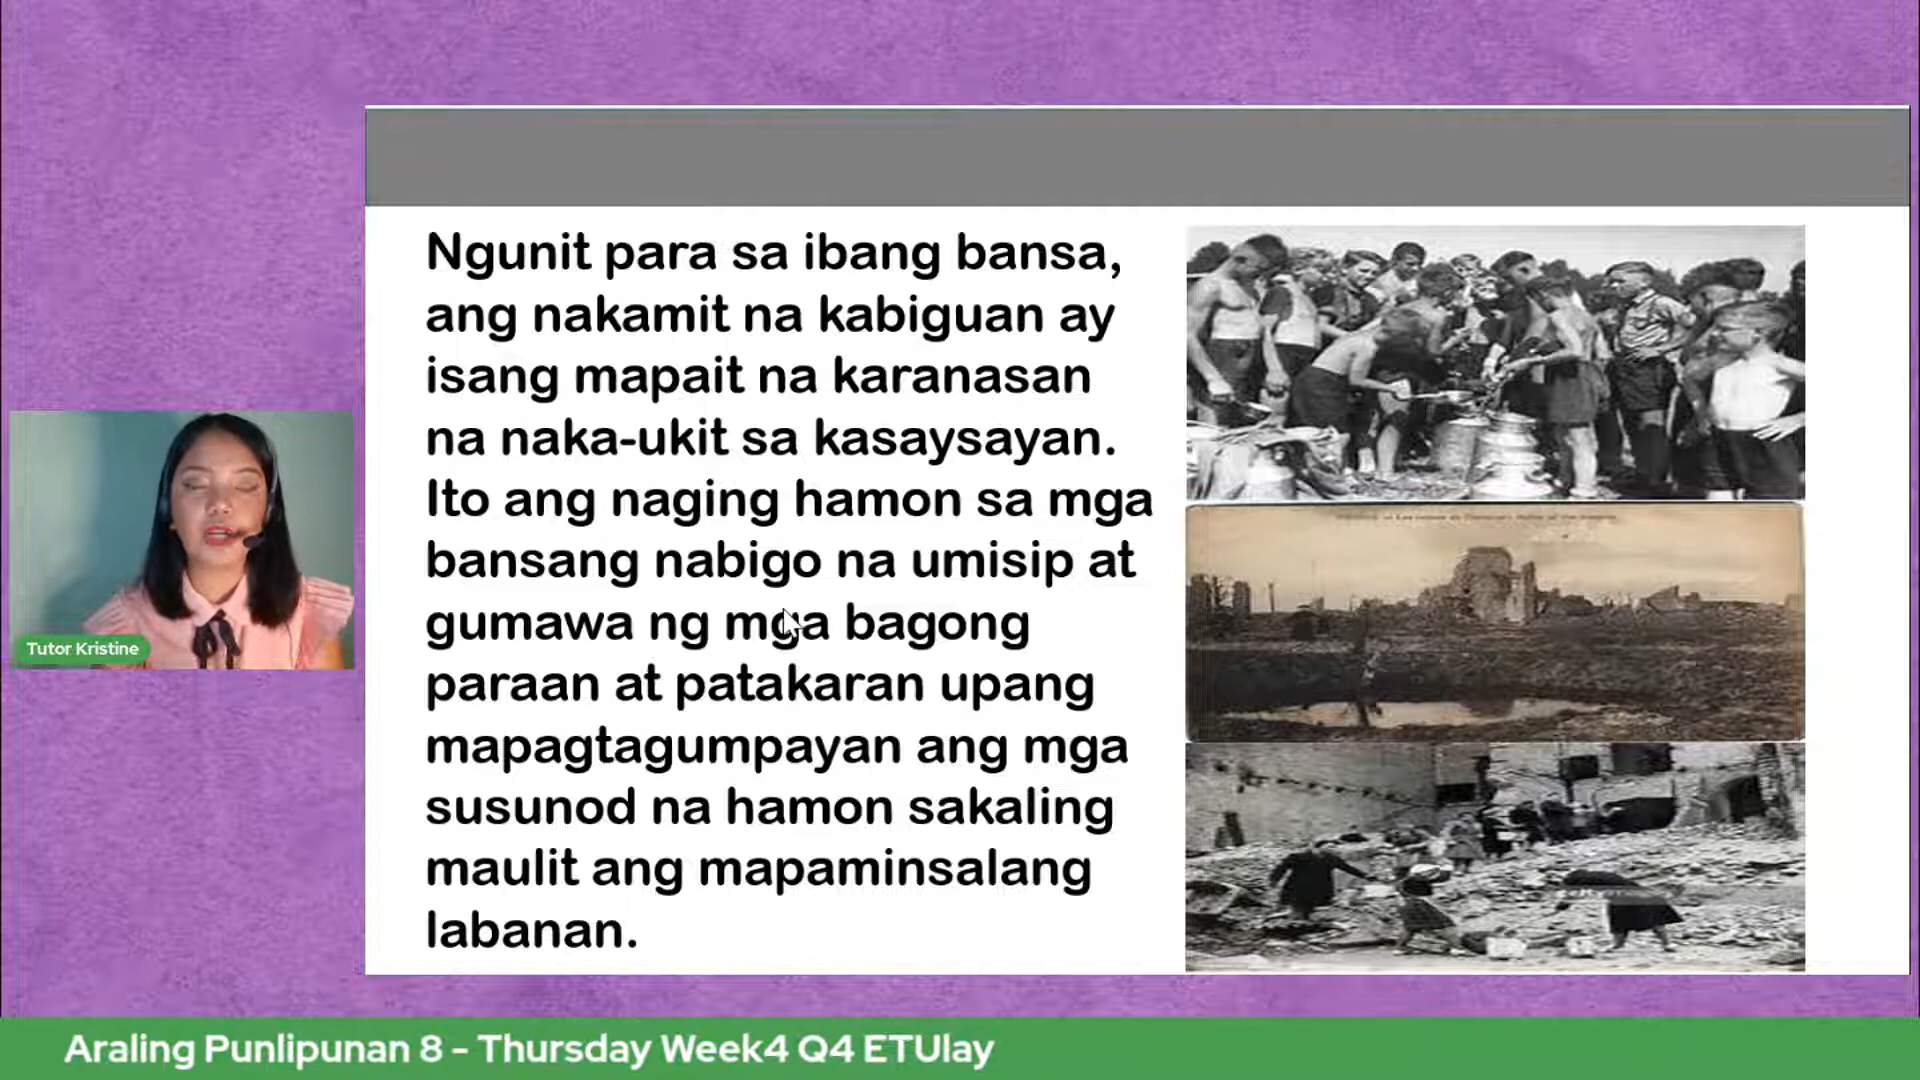 Ngunit para sa ibang bansa,
ang nakamit na kabiguan ay
isang mapait na karanasan
na naka-ukit sa kasaysayan.
Ito ang naging hamon sa mga
bansang nabigo na umisip at
gumawa ng mga bagong
paraan at patakaran upang
mapagtagumpayan ang mga
susunod na hamon sakaling
maulit ang mapaminsalang
labanan.
Tutor Kristine
Araling Punlipunan 8 - Thursday Week4 Q4 ETUlay